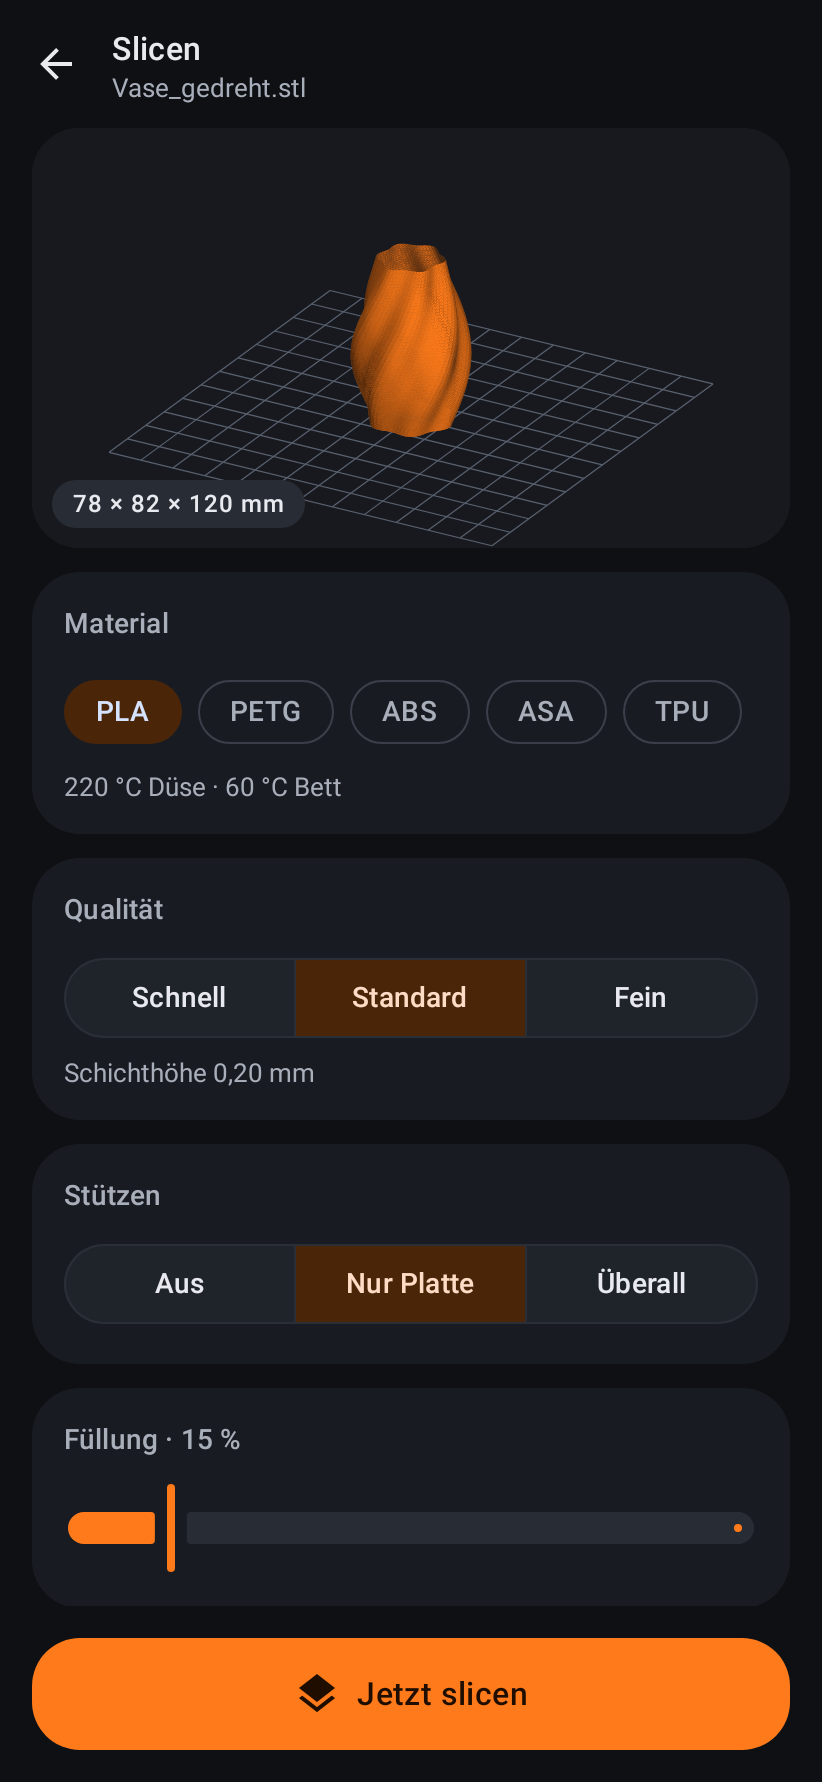 Slicen
Vase_gedreht.stl
78 × 82 × 120 mm
Material
PLA PETG ABS ASA TPU
220 °C Düse · 60 °C Bett
Qualität
Schnell Standard Fein
Schichthöhe 0,20 mm
Stützen
Aus Nur Platte Überall
Füllung · 15 %
Jetzt slicen